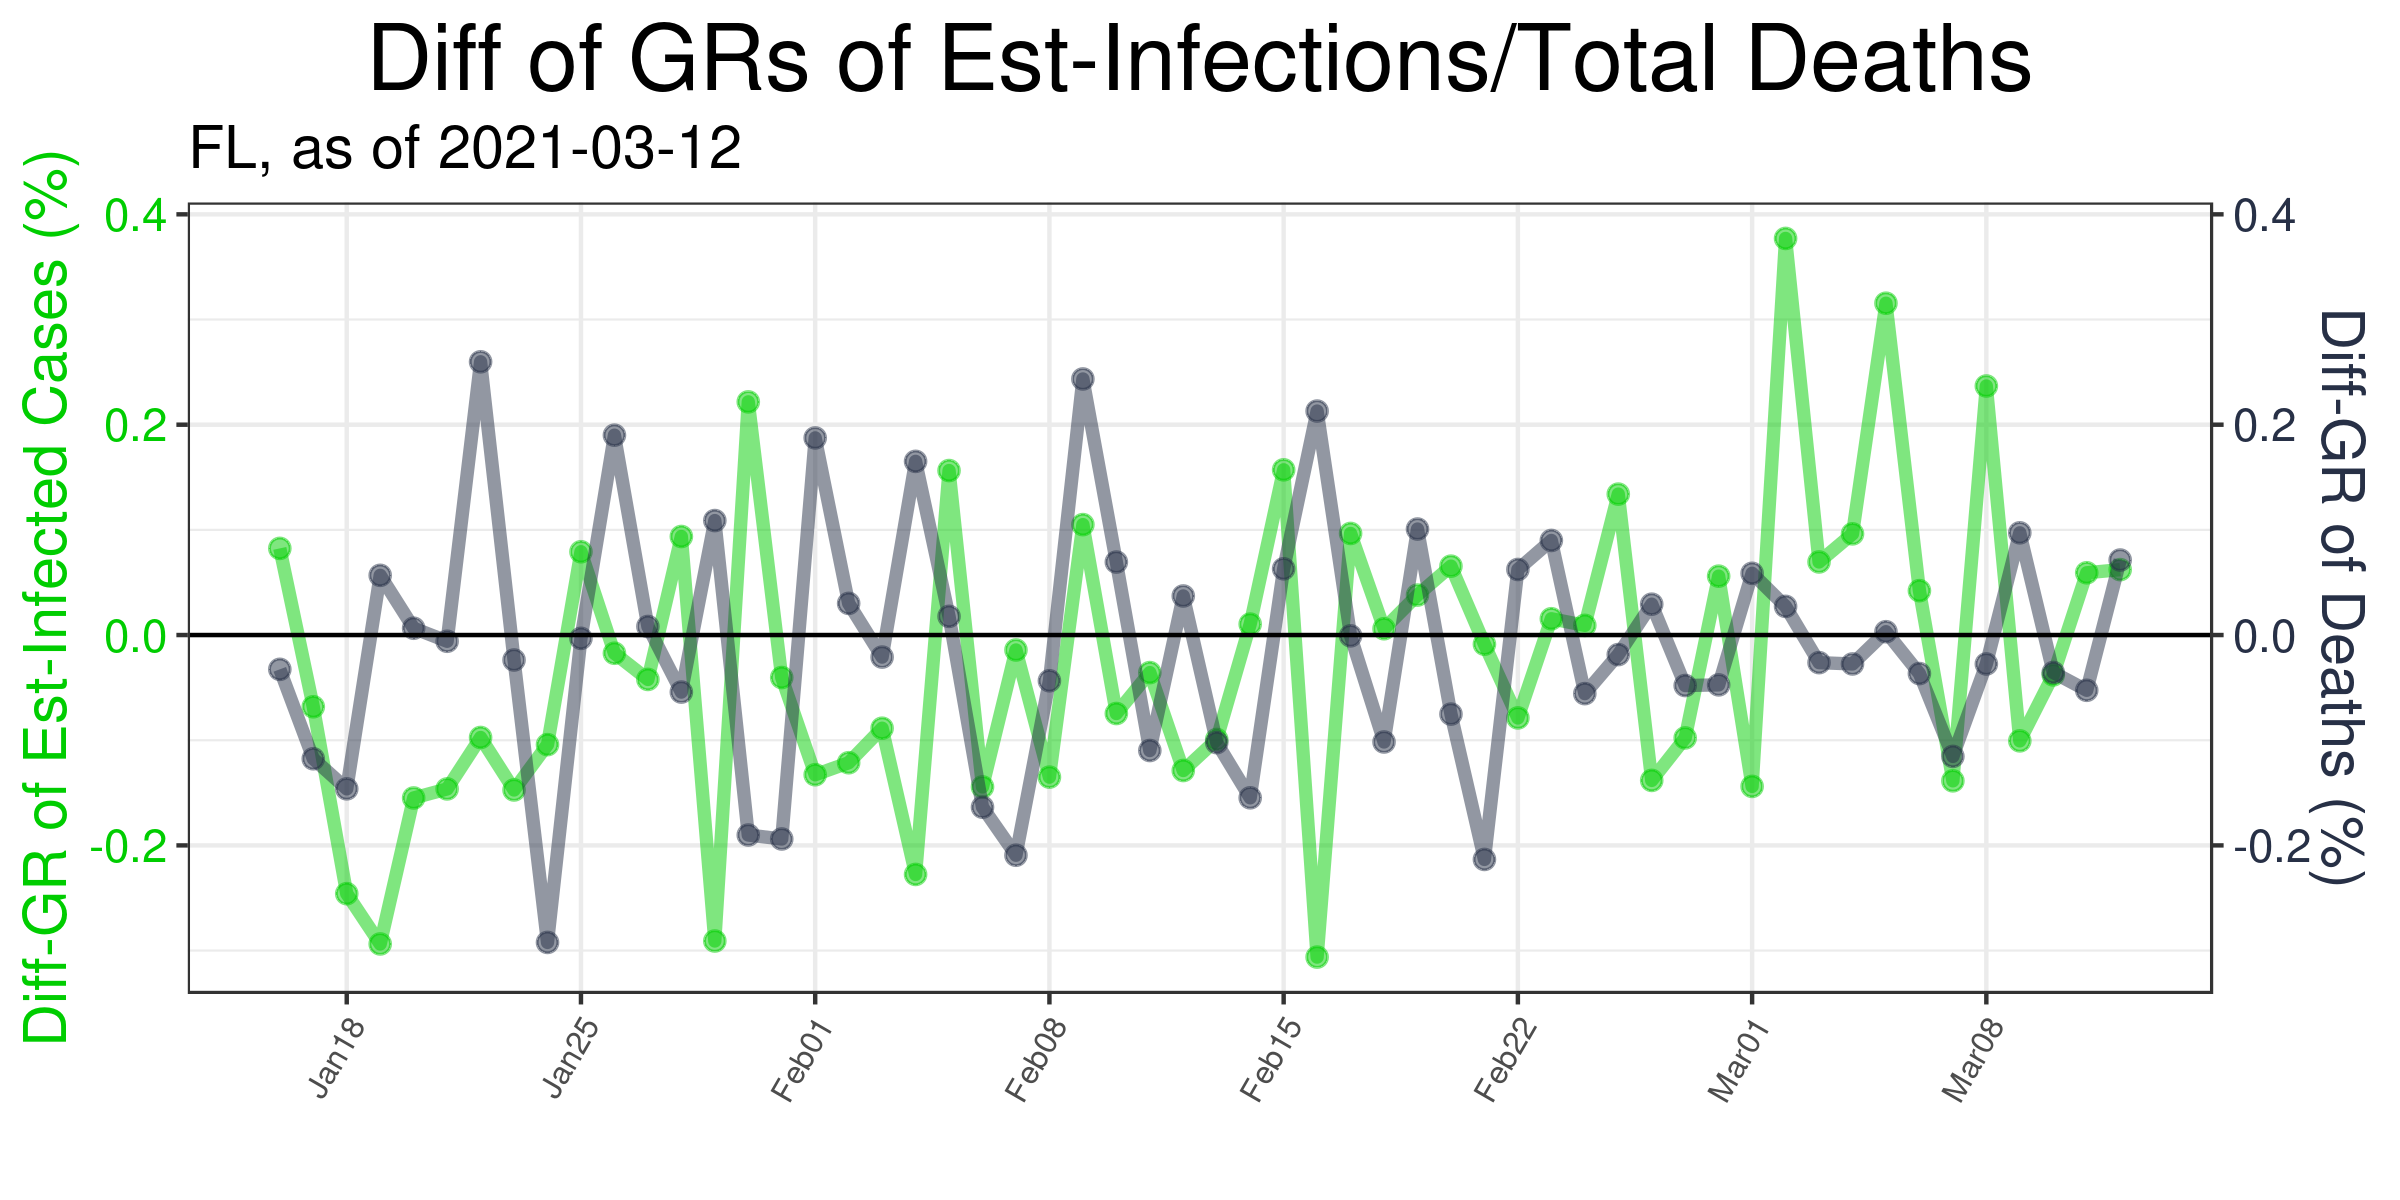 Diff of GRs of Est-Infections/Total Deaths
FL, as of 2021-03-12
Diff-GR of Est-Infected Cases (%)
0.4
0.2
0.0
-0.2
0.4
0.2
0.0
-0.2
Diff-GR of Deaths (%)
Jan18
Jan25
Feb01
Feb08
Feb15
Feb22
Mar01
Mar08